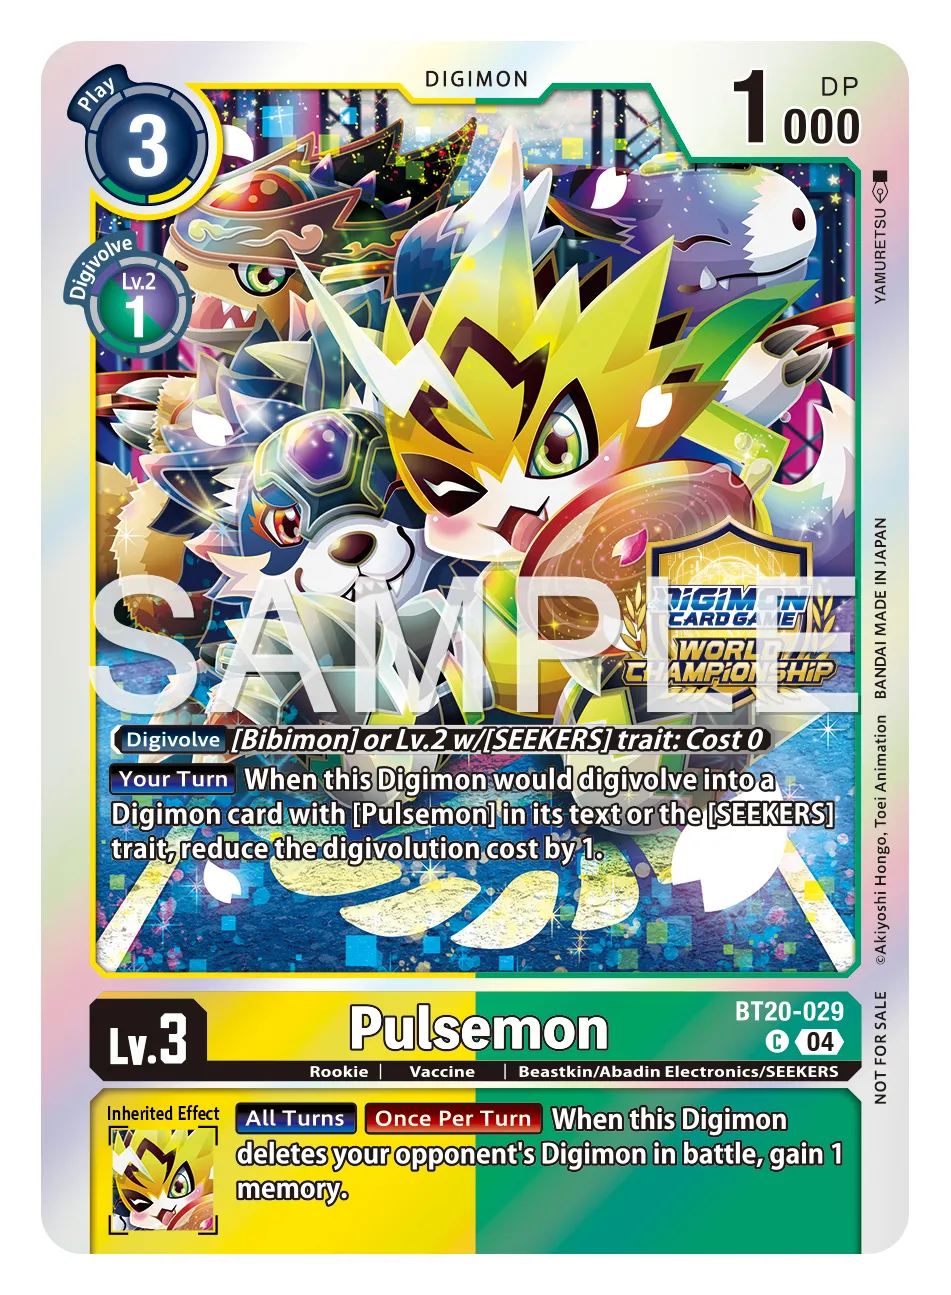 DIGIMON
Play
3
1000
DP
Digivolve
Lv.2
1
YAMURETSU
DIGIMON
CARD GAME
WORLD
CHAMPIONSHIP
SAMPLE
BANDAI MADE IN JAPAN
©Akiyoshi Hongo, Toei Animation
NOT FOR SALE
Digivolve [Bibimon] or Lv.2 w/[SEEKERS] trait: Cost 0
Your Turn When this Digimon would digivolve into a
Digimon card with [Pulsemon] in its text or the [SEEKERS]
trait, reduce the digivolution cost by 1.
Lv.3
Pulsemon
BT20-029
C 04
Rookie | Vaccine | Beastkin/Abadin Electronics/SEEKERS
Inherited Effect
All Turns Once Per Turn When this Digimon
deletes your opponent's Digimon in battle, gain 1
memory.